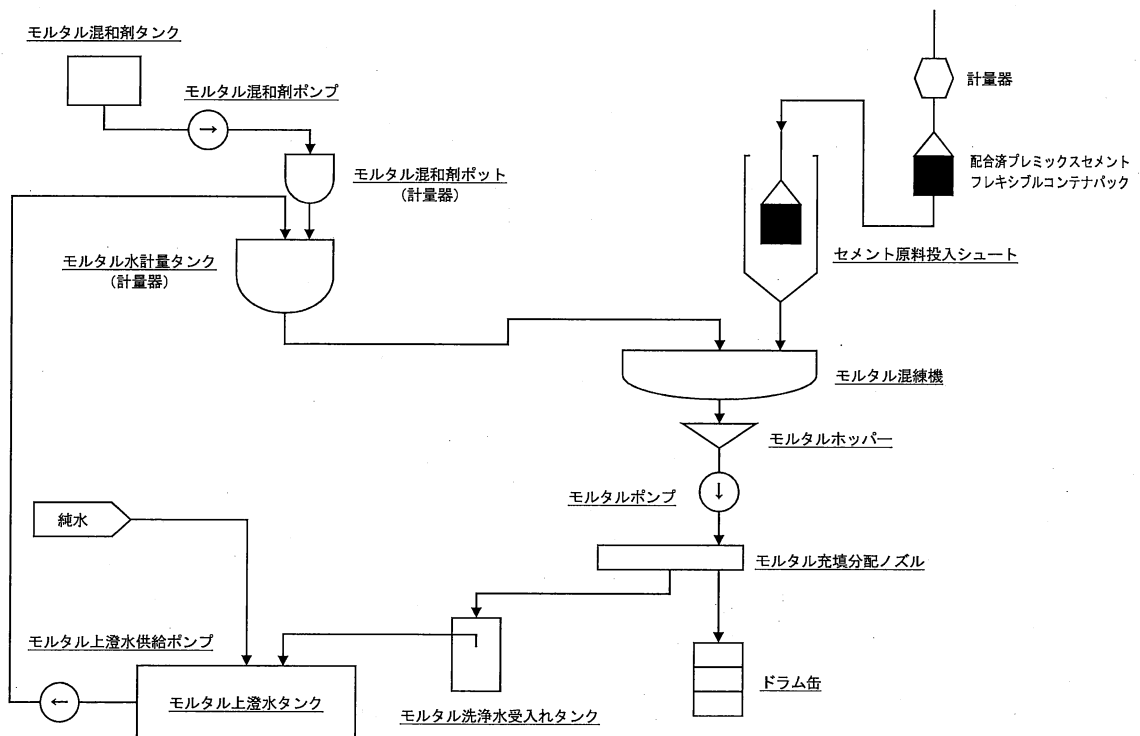 モルタル混和剤タンク
モルタル混和剤ポンプ
計量器
モルタル混和剤ポット
(計量器)
配合済プレミックスセメント
フレキシブルコンテナパック
モルタル水計量タンク
(計量器)
セメント原料投入シュート
モルタル混練機
モルタルホッパー
モルタルポンプ
純水
モルタル充填分配ノズル
モルタル上澄水供給ポンプ
モルタル上澄水タンク
ドラム缶
モルタル洗浄水受入れタンク